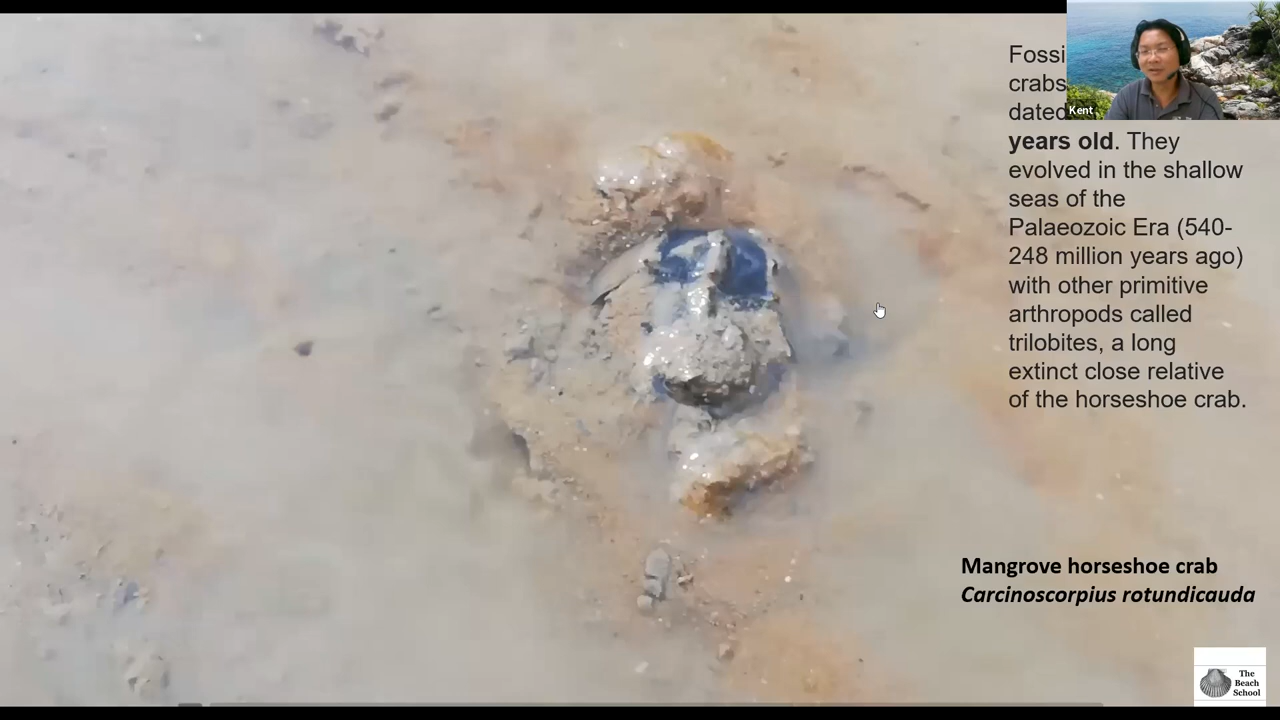 Fossi
crabs
dated
years old. They
evolved in the shallow
seas of the
Palaeozoic Era (540-
248 million years ago)
with other primitive
arthropods called
trilobites, a long
extinct close relative
of the horseshoe crab.
Kent
Mangrove horseshoe crab
Carcinoscorpius rotundicauda
The
Beach
School